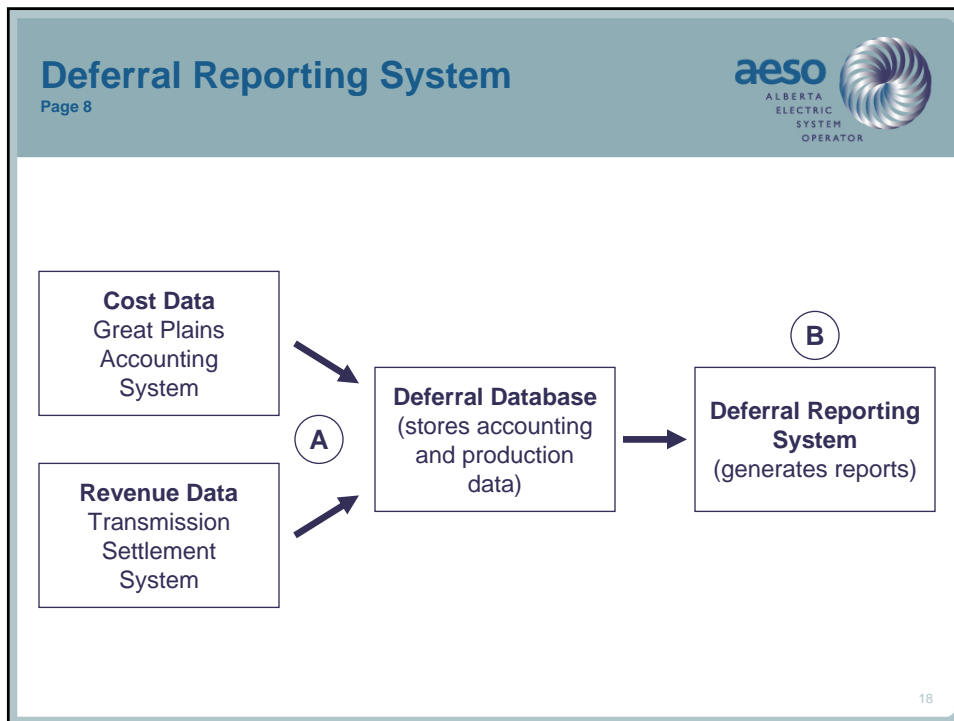 Deferral Reporting System
Page 8
aeso
ALBERTA
ELECTRIC
SYSTEM
OPERATOR
Cost Data
Great Plains
Accounting
System
A
Revenue Data
Transmission
Settlement
System
Deferral Database
(stores accounting
and production
data)
B
Deferral Reporting
System
(generates reports)
18